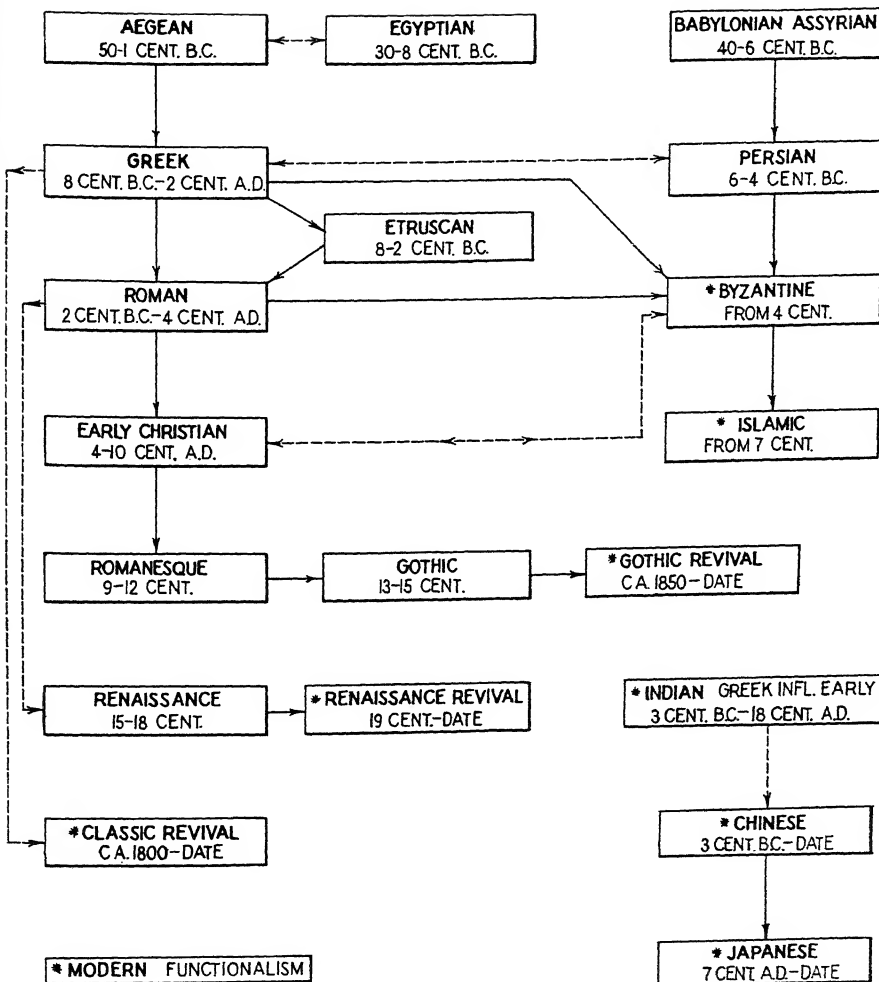 AEGEAN
50-1 CENT. B.C.
EGYPTIAN
30-8 CENT. B.C.
BABYLONIAN ASSYRIAN
40-6 CENT. B.C.
GREEK
8 CENT. B.C.-2 CENT. A.D.
PERSIAN
6-4 CENT. B.C.
ETRUSCAN
8-2 CENT. B.C.
ROMAN
2 CENT. B.C.-4 CENT. A.D.
*BYZANTINE
FROM 4 CENT.
EARLY CHRISTIAN
4-10 CENT. A.D.
* ISLAMIC
FROM 7 CENT.
ROMANESQUE
9-12 CENT.
GOTHIC
13-15 CENT.
*GOTHIC REVIVAL
CA. 1850-DATE
RENAISSANCE
15-18 CENT.
*RENAISSANCE REVIVAL
19 CENT.-DATE
*INDIAN GREEK INFL. EARLY
3 CENT. B.C.-18 CENT. A.D.
*CLASSIC REVIVAL
CA. 1800-DATE
*CHINESE
3 CENT. B.C.-DATE
*MODERN FUNCTIONALISM
*JAPANESE
7 CENT. A.D.-DATE